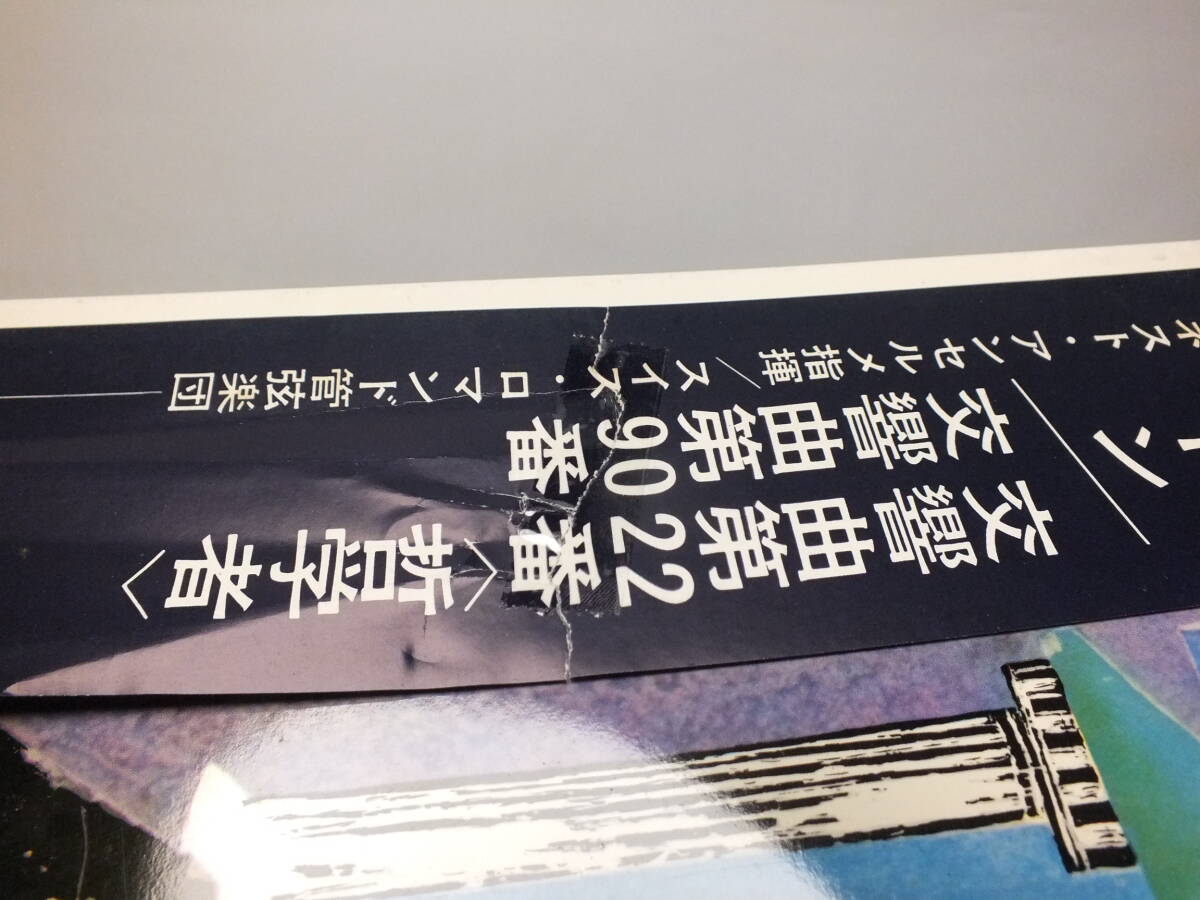 ン／
交響曲第22番〈哲学者〉
交響曲第90番
ネスト・アンセルメ指揮／スイス・ロマンド管弦楽団